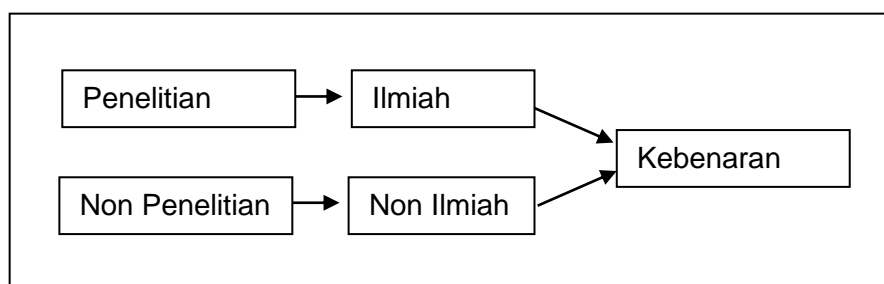 Penelitian
Ilmiah
Kebenaran
Non Penelitian
Non Ilmiah